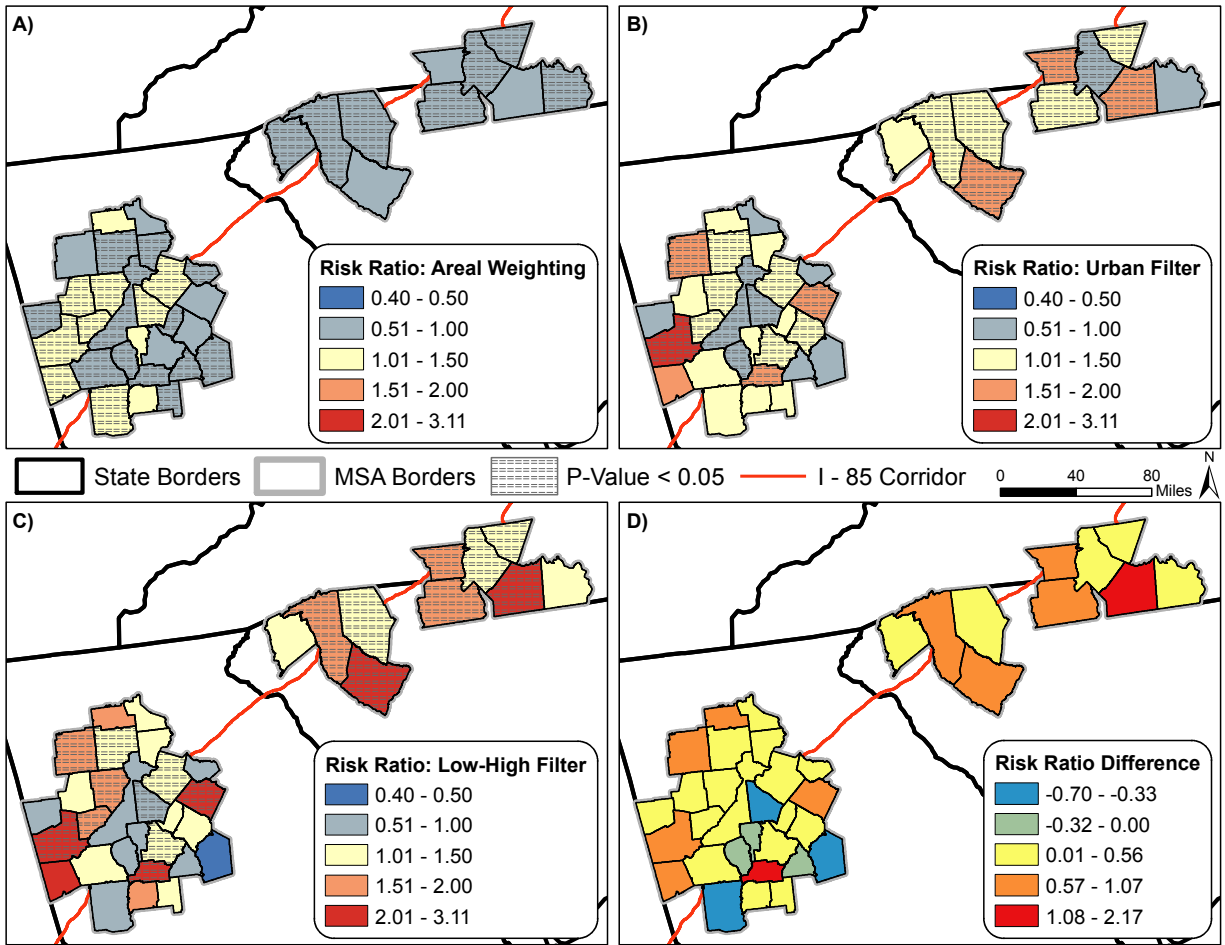 A)
Risk Ratio: Areal Weighting
0.40 - 0.50
0.51 - 1.00
1.01 - 1.50
1.51 - 2.00
2.01 - 3.11
B)
Risk Ratio: Urban Filter
0.40 - 0.50
0.51 - 1.00
1.01 - 1.50
1.51 - 2.00
2.01 - 3.11
State Borders MSA Borders P-Value < 0.05 I - 85 Corridor
0 40 80
Miles
N
C)
Risk Ratio: Low-High Filter
0.40 - 0.50
0.51 - 1.00
1.01 - 1.50
1.51 - 2.00
2.01 - 3.11
D)
Risk Ratio Difference
-0.70 - -0.33
-0.32 - 0.00
0.01 - 0.56
0.57 - 1.07
1.08 - 2.17